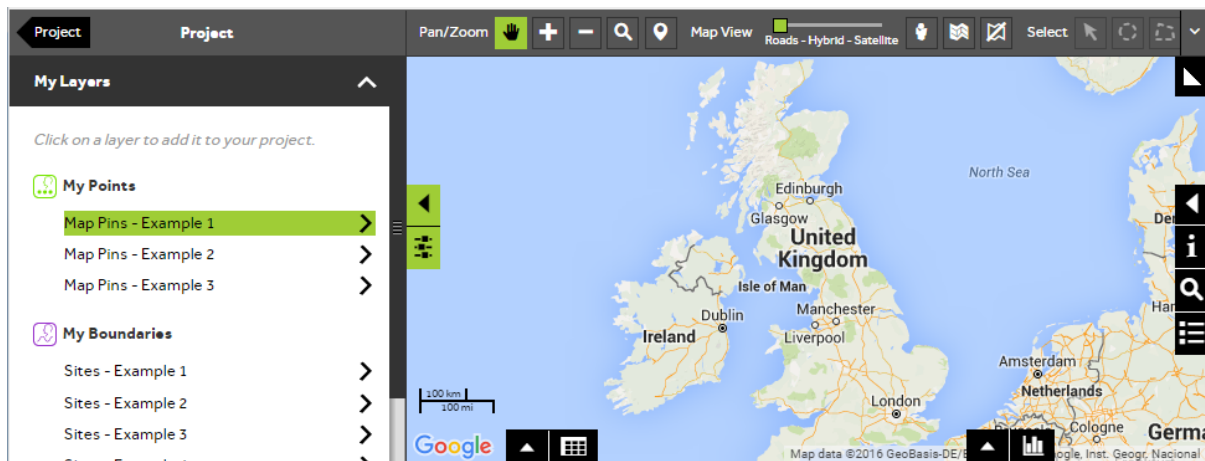 Project
Project
Pan/Zoom
Map View
Roads - Hybrid - Satellite
Select
My Layers
Click on a layer to add it to your project.
My Points
Map Pins - Example 1
Map Pins - Example 2
Map Pins - Example 3
My Boundaries
Sites - Example 1
Sites - Example 2
Sites - Example 3
North Sea
Edinburgh
Glasgow
United
Kingdom
Isle of Man
Dublin
Manchester
Ireland
Liverpool
Amsterdam
Netherlands
London
Cologne
100 km
100 mi
Google
Map data ©2016 GeoBasis-DE/
Inst. Geogr. Nacional